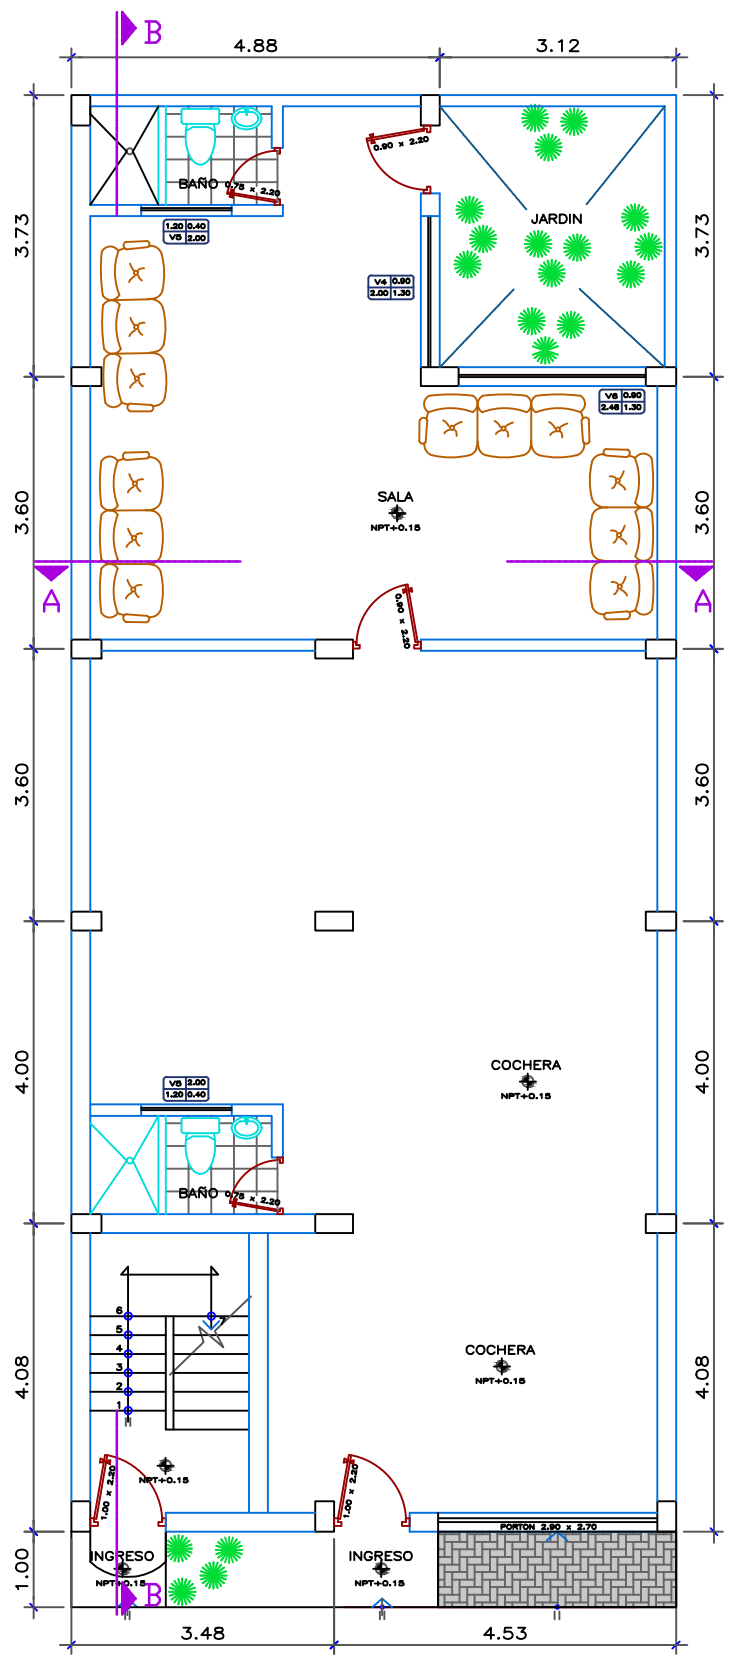 B
4.88
3.12
0.90 x 2.20
BAÑO
0.75 x 2.20
JARDIN
3.73
3.73
1.20 0.40
V5 2.00
V4 0.90
2.00 1.30
V6 0.90
2.48 1.30
SALA
NPT+0.15
3.60
3.60
A
A
0.90 x 2.20
3.60
3.60
COCHERA
NPT+0.15
4.00
4.00
V5 2.00
1.20 0.40
BAÑO
0.75 x 2.20
6
5
4
3
2
1
7
COCHERA
NPT+0.15
4.08
4.08
NPT+0.15
1.00 x 2.20
1.00 x 2.20
PORTON 2.90 x 2.70
INGRESO
NPT+0.15
INGRESO
NPT+0.15
1.00
B
3.48
4.53